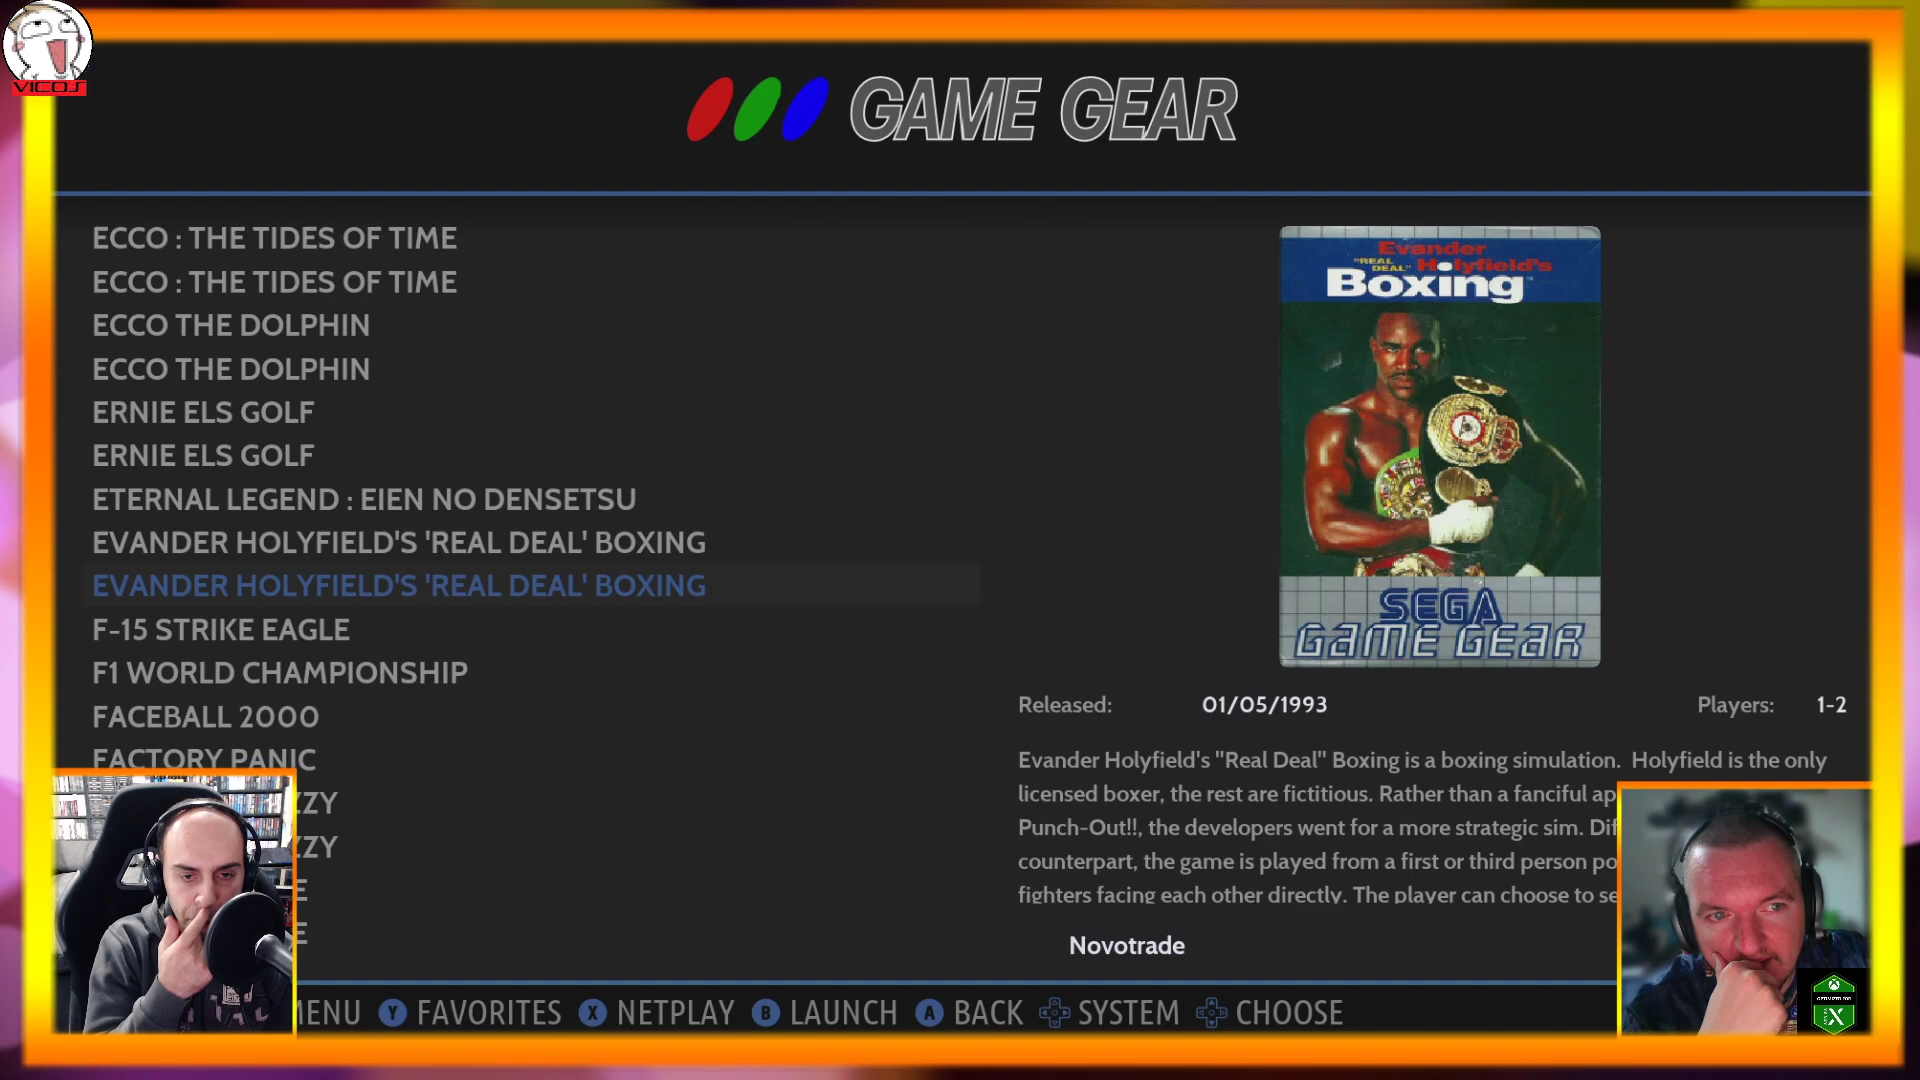 VICOS
GAME GEAR
ECCO : THE TIDES OF TIME
ECCO : THE TIDES OF TIME
ECCO THE DOLPHIN
ECCO THE DOLPHIN
ERNIE ELS GOLF
ERNIE ELS GOLF
ETERNAL LEGEND : EIEN NO DENSETSU
EVANDER HOLYFIELD'S 'REAL DEAL' BOXING
EVANDER HOLYFIELD'S 'REAL DEAL' BOXING
F-15 STRIKE EAGLE
F1 WORLD CHAMPIONSHIP
FACEBALL 2000
FACTORY PANIC
ZZY
ZZY
E
E
Evander
"REAL DEAL" Holyfield's
Boxing
SEGA
GAME GEAR
Released: 01/05/1993 Players: 1-2
Evander Holyfield's "Real Deal" Boxing is a boxing simulation. Holyfield is the only
licensed boxer, the rest are fictitious. Rather than a fanciful ap
Punch-Out!!, the developers went for a more strategic sim. Dif
counterpart, the game is played from a first or third person po
fighters facing each other directly. The player can choose to se
Novotrade
MENU Y FAVORITES X NETPLAY B LAUNCH A BACK SYSTEM CHOOSE
X